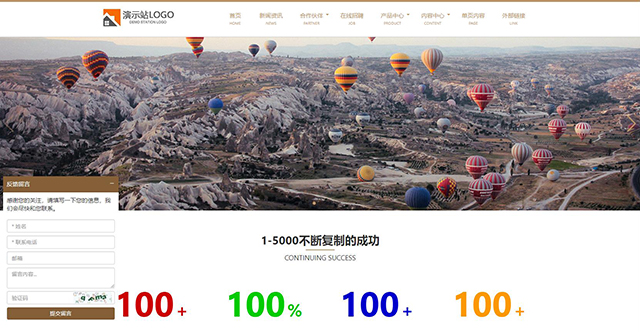 演示站LOGO
DEMO STATION LOGO
首页 新闻资讯 合作伙伴 在线回建 产品中心 内容中心 单页内容 外部链接
HOME NEWS PARTNER JOIN PRODUCT CONTENT PAGE LINK
反馈留言
感谢您的关注，请填写一下您的信息，我们会尽快和您联系。
* 姓名
* 联系电话
邮箱
留言内容...
验证码
提交留言
1-5000不断复制的成功
CONTINUING SUCCESS
100 + 100 % 100 + 100 +